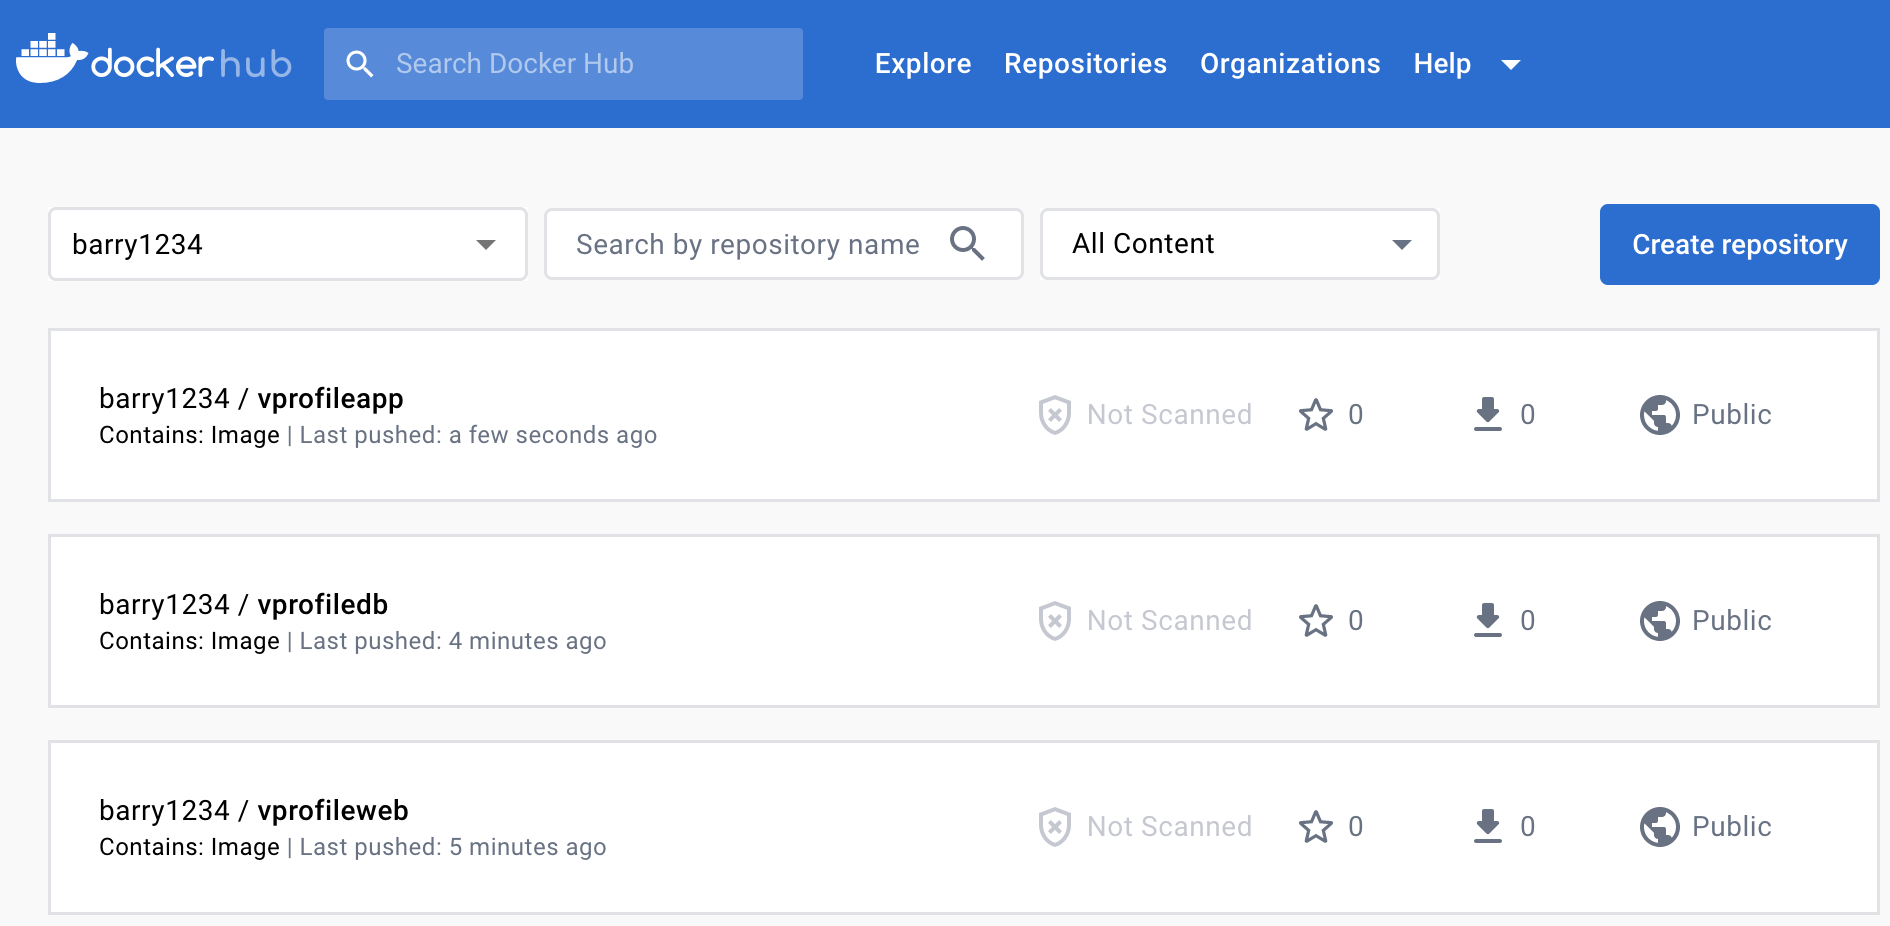 dockerhub
Search Docker Hub
Explore Repositories Organizations Help
barry1234
Search by repository name
All Content
Create repository
barry1234 / vprofileapp
Contains: Image | Last pushed: a few seconds ago
Not Scanned 0 0 Public
barry1234 / vprofiledb
Contains: Image | Last pushed: 4 minutes ago
Not Scanned 0 0 Public
barry1234 / vprofileweb
Contains: Image | Last pushed: 5 minutes ago
Not Scanned 0 0 Public